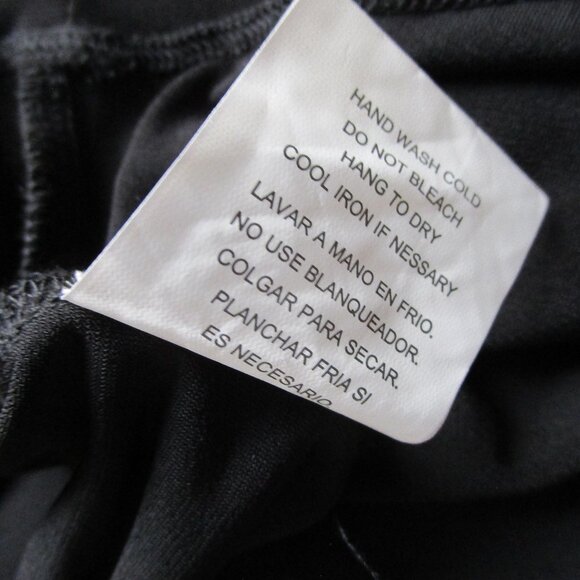 HAND WASH COLD
DO NOT BLEACH
HANG TO DRY
COOL IRON IF NESSARY
LAVAR A MANO EN FRIO.
NO USE BLANQUEADOR.
COLGAR PARA SECAR.
PLANCHAR FRIA SI
ES NECESARIO.